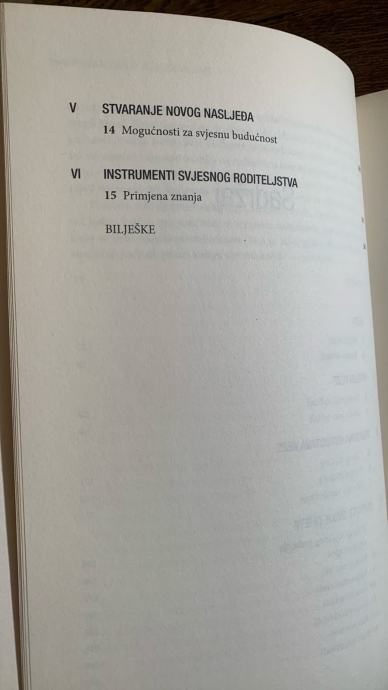 V STVARANJE NOVOG NASLJEĐA
14 Mogućnosti za svjesnu budućnost
VI INSTRUMENTI SVJESNOG RODITELJSTVA
15 Primjena znanja
BILJEŠKE